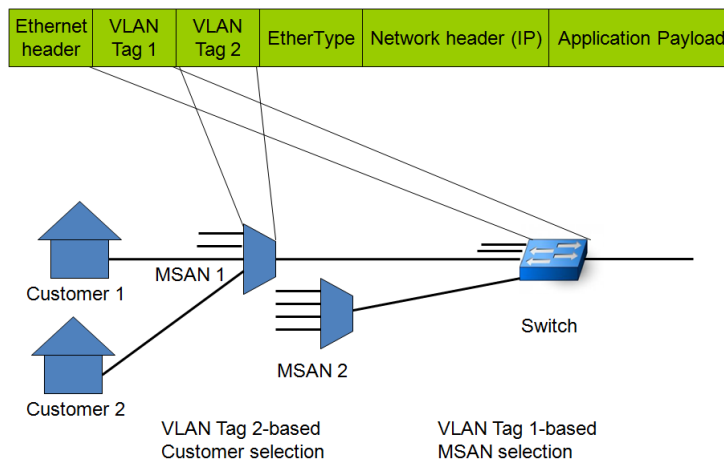 Ethernet header
VLAN Tag 1
VLAN Tag 2
EtherType
Network header (IP)
Application Payload
MSAN 1
Customer 1
Switch
MSAN 2
Customer 2
VLAN Tag 2-based
Customer selection
VLAN Tag 1-based
MSAN selection